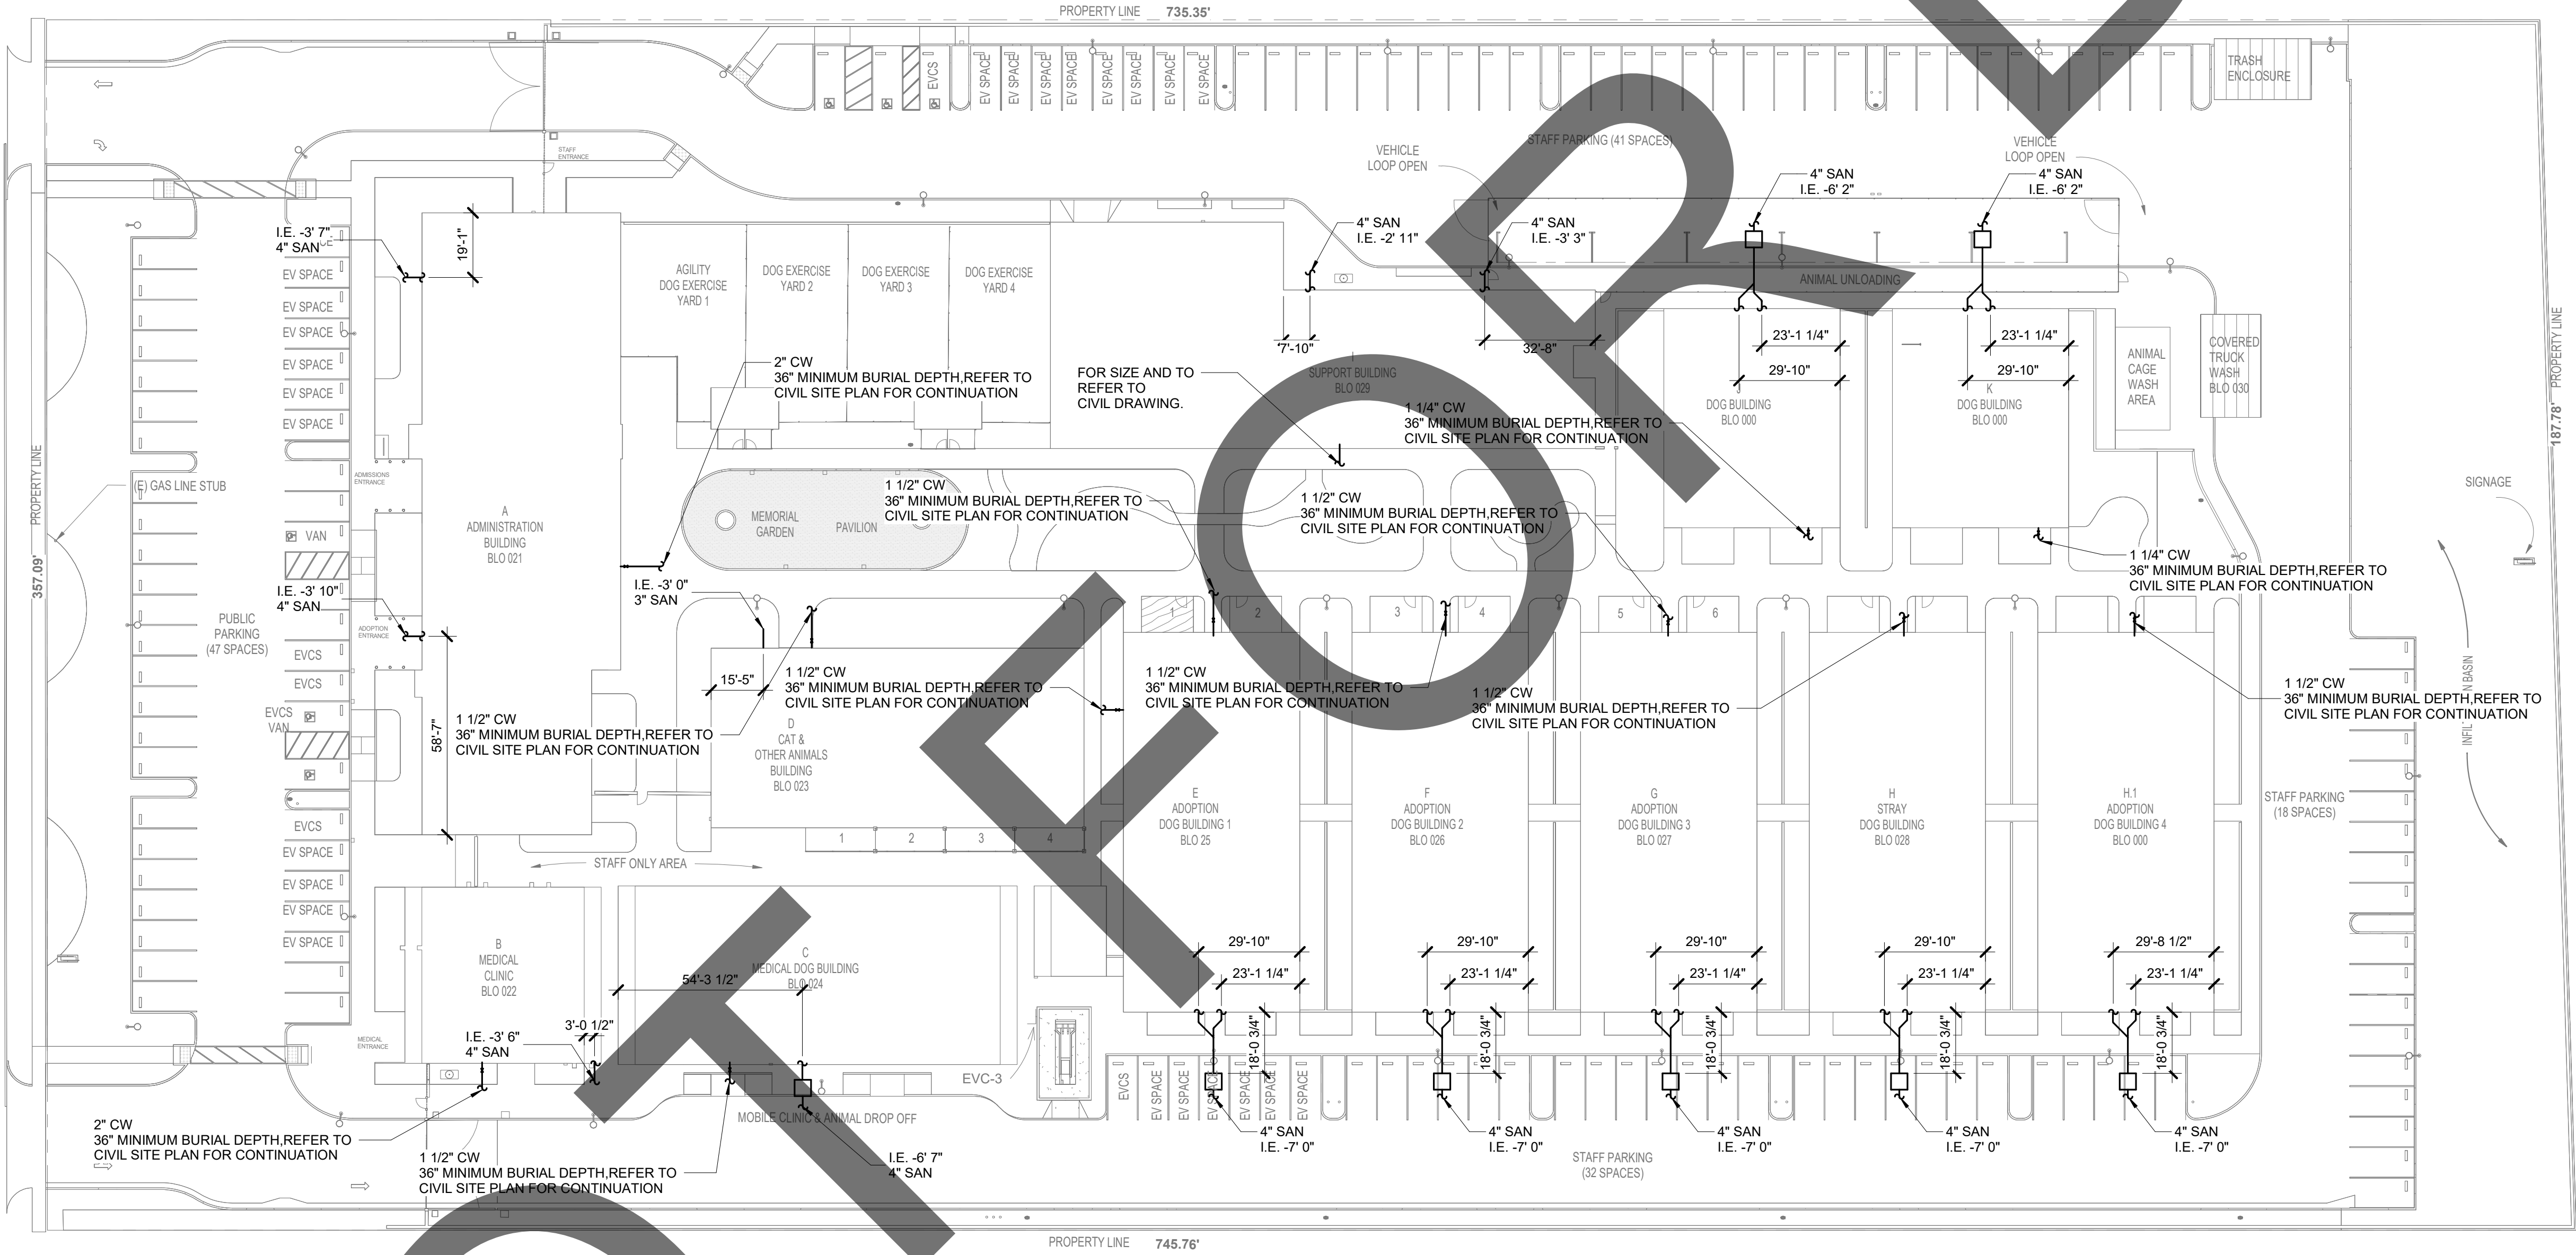 PROPERTY LINE 735.35'
TRASH
ENCLOSURE
EVCS
EV SPACE
EV SPACE
EV SPACE
EV SPACE
EV SPACE
EV SPACE
EV SPACE
EV SPACE
STAFF
ENTRANCE
VEHICLE
LOOP OPEN
STAFF PARKING (41 SPACES)
VEHICLE
LOOP OPEN
4" SAN
I.E. -6' 2"
4" SAN
I.E. -6' 2"
I.E. -3' 7"
4" SAN
19'-1"
4" SAN
I.E. -2' 11"
4" SAN
I.E. -3' 3"
ANIMAL UNLOADING
EV SPACE
EV SPACE
EV SPACE
EV SPACE
EV SPACE
EV SPACE
AGILITY
DOG EXERCISE
YARD 1
DOG EXERCISE
YARD 2
DOG EXERCISE
YARD 3
DOG EXERCISE
YARD 4
7'-10"
32'-8"
23'-1 1/4"
29'-10"
23'-1 1/4"
29'-10"
2" CW
36" MINIMUM BURIAL DEPTH,REFER TO
CIVIL SITE PLAN FOR CONTINUATION
FOR SIZE AND TO
REFER TO
CIVIL DRAWING.
SUPPORT BUILDING
BLO 029
J
DOG BUILDING
BLO 000
K
DOG BUILDING
BLO 000
ANIMAL
CAGE
WASH
AREA
COVERED
TRUCK
WASH
BLO 030
PROPERTY LINE
187.78'
1 1/4" CW
36" MINIMUM BURIAL DEPTH,REFER TO
CIVIL SITE PLAN FOR CONTINUATION
PROPERTY LINE
357.09'
(E) GAS LINE STUB
ADMISSIONS
ENTRANCE
VAN
A
ADMINISTRATION
BUILDING
BLO 021
MEMORIAL
GARDEN
PAVILION
1 1/2" CW
36" MINIMUM BURIAL DEPTH,REFER TO
CIVIL SITE PLAN FOR CONTINUATION
1 1/2" CW
36" MINIMUM BURIAL DEPTH,REFER TO
CIVIL SITE PLAN FOR CONTINUATION
SIGNAGE
1 1/4" CW
36" MINIMUM BURIAL DEPTH,REFER TO
CIVIL SITE PLAN FOR CONTINUATION
I.E. -3' 10"
4" SAN
I.E. -3' 0"
3" SAN
PUBLIC
PARKING
(47 SPACES)
ADOPTION
ENTRANCE
EVCS
EVCS
EVCS
VAN
58'-7"
15'-5"
1
2
3
4
5
6
1 1/2" CW
36" MINIMUM BURIAL DEPTH,REFER TO
CIVIL SITE PLAN FOR CONTINUATION
1 1/2" CW
36" MINIMUM BURIAL DEPTH,REFER TO
CIVIL SITE PLAN FOR CONTINUATION
1 1/2" CW
36" MINIMUM BURIAL DEPTH,REFER TO
CIVIL SITE PLAN FOR CONTINUATION
1 1/2" CW
36" MINIMUM BURIAL DEPTH,REFER TO
CIVIL SITE PLAN FOR CONTINUATION
1 1/2" CW
36" MINIMUM BURIAL DEPTH,REFER TO
CIVIL SITE PLAN FOR CONTINUATION
BASIN
D
CAT &
OTHER ANIMALS
BUILDING
BLO 023
E
ADOPTION
DOG BUILDING 1
BLO 25
F
ADOPTION
DOG BUILDING 2
BLO 026
G
ADOPTION
DOG BUILDING 3
BLO 027
H
STRAY
DOG BUILDING
BLO 028
H.1
ADOPTION
DOG BUILDING 4
BLO 000
STAFF PARKING
(18 SPACES)
EVCS
EV SPACE
EV SPACE
EV SPACE
EV SPACE
1
2
3
4
STAFF ONLY AREA
B
MEDICAL
CLINIC
BLO 022
C
MEDICAL DOG BUILDING
BLO 024
54'-3 1/2"
29'-10"
23'-1 1/4"
29'-10"
23'-1 1/4"
29'-10"
23'-1 1/4"
29'-10"
23'-1 1/4"
29'-8 1/2"
23'-1 1/4"
18'-0 3/4"
18'-0 3/4"
18'-0 3/4"
18'-0 3/4"
18'-0 3/4"
MEDICAL
ENTRANCE
I.E. -3' 6"
4" SAN
3'-0 1/2"
EVC-3
EVCS
EV SPACE
EV SPACE
EV SPACE
EV SPACE
EV SPACE
EV SPACE
MOBILE CLINIC & ANIMAL DROP OFF
2" CW
36" MINIMUM BURIAL DEPTH,REFER TO
CIVIL SITE PLAN FOR CONTINUATION
1 1/2" CW
36" MINIMUM BURIAL DEPTH,REFER TO
CIVIL SITE PLAN FOR CONTINUATION
I.E. -6' 7"
4" SAN
4" SAN
I.E. -7' 0"
4" SAN
I.E. -7' 0"
4" SAN
I.E. -7' 0"
4" SAN
I.E. -7' 0"
4" SAN
I.E. -7' 0"
STAFF PARKING
(32 SPACES)
PROPERTY LINE 745.76'